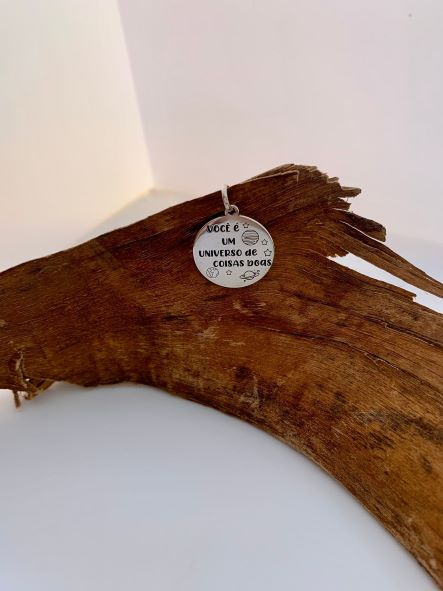 VOCÊ É
UM
UNIVERSO de
COISAS BOAS